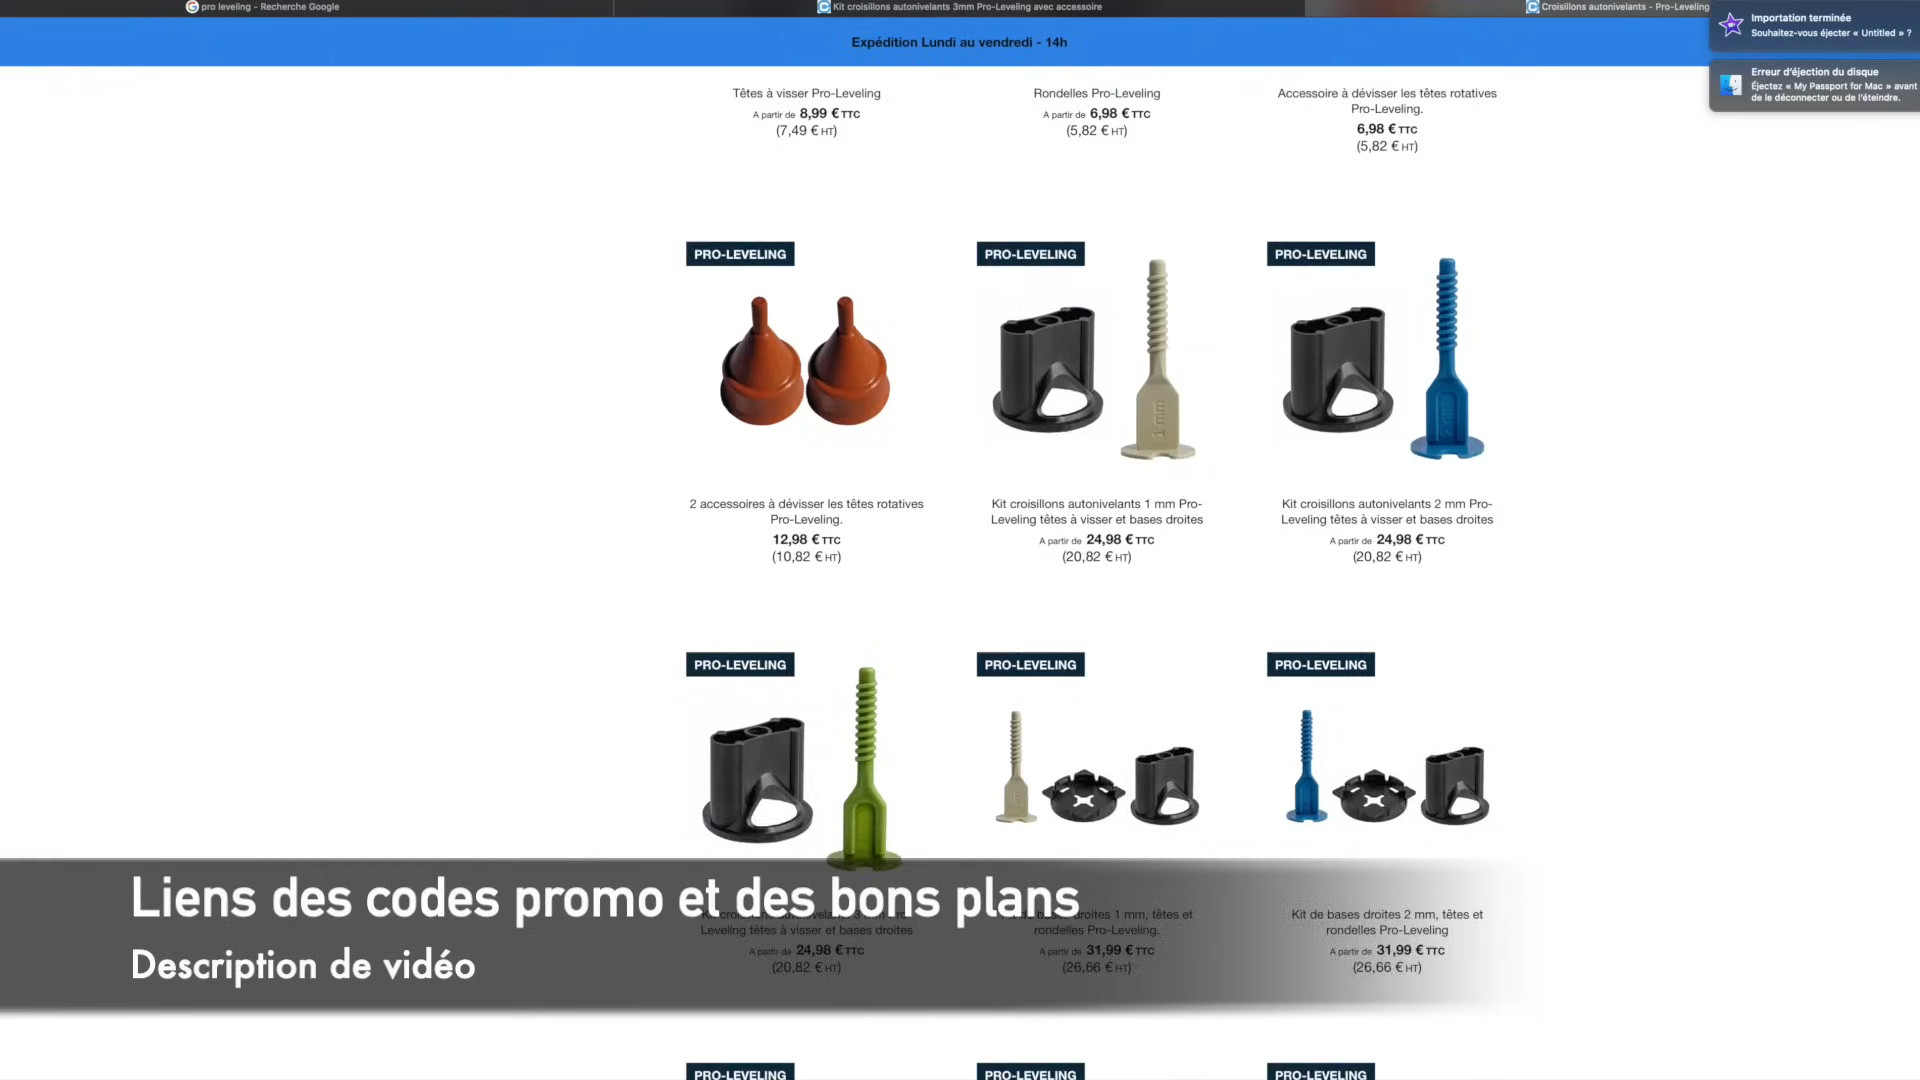 pro leveling - Recherche Google
Kit croisillons autonivelants 3mm Pro-Leveling avec accessoire
Croisillons autonivelants - Pro-Leveling
Importation terminée
Souhaitez-vous éjecter « Untitled » ?
Erreur d'éjection du disque
Éjectez « My Passport for Mac » avant
de le déconnecter ou de l'éteindre.
Expédition Lundi au vendredi - 14h
Têtes à visser Pro-Leveling
A partir de 8,99 € TTC
(7,49 € HT)
Rondelles Pro-Leveling
A partir de 6,98 € TTC
(5,82 € HT)
Accessoire à dévisser les têtes rotatives
Pro-Leveling.
6,98 € TTC
(5,82 € HT)
PRO-LEVELING
PRO-LEVELING
1 mm
PRO-LEVELING
2 accessoires à dévisser les têtes rotatives
Pro-Leveling.
12,98 € TTC
(10,82 € HT)
Kit croisillons autonivelants 1 mm Pro-
Leveling têtes à visser et bases droites
A partir de 24,98 € TTC
(20,82 € HT)
Kit croisillons autonivelants 2 mm Pro-
Leveling têtes à visser et bases droites
A partir de 24,98 € TTC
(20,82 € HT)
PRO-LEVELING
PRO-LEVELING
PRO-LEVELING
Liens des codes promo et des bons plans
Description de vidéo
Leveling têtes à visser et bases droites
A partir de 24,98 € TTC
(20,82 € HT)
droites 1 mm, têtes et
rondelles Pro-Leveling.
A partir de 31,99 € TTC
(26,66 € HT)
Kit de bases droites 2 mm, têtes et
rondelles Pro-Leveling
A partir de 31,99 € TTC
(26,66 € HT)
PRO-LEVELING
PRO-LEVELING
PRO-LEVELING